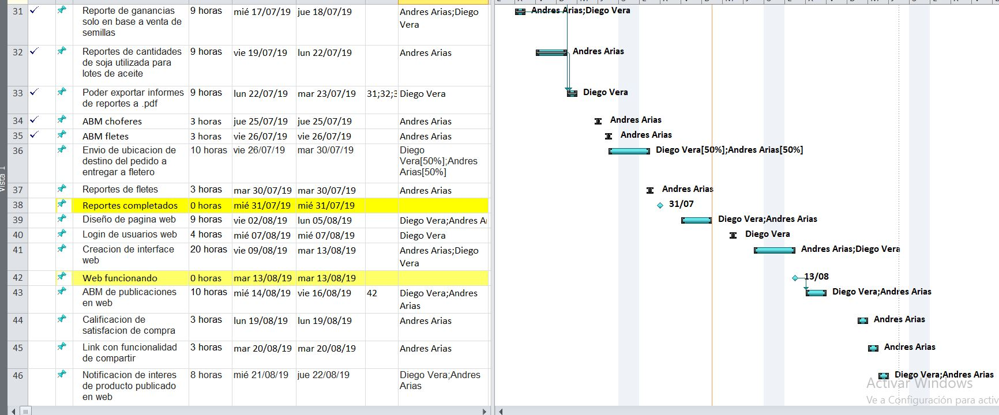 31 Reporte de ganancias 9 horas mié 17/07/19 jue 18/07/19 Andres Arias;Diego Andres Arias;Diego Vera
solo en base a venta de Vera
semillas
32 Reportes de cantidades 9 horas vie 19/07/19 lun 22/07/19 Andres Arias Andres Arias
de soja utilizada para
lotes de aceite
33 Poder exportar informes 9 horas lun 22/07/19 mar 23/07/19 31;32;3 Diego Vera Diego Vera
de reportes a .pdf
34 ABM choferes 3 horas jue 25/07/19 jue 25/07/19 Andres Arias Andres Arias
35 ABM fletes 3 horas vie 26/07/19 vie 26/07/19 Andres Arias Andres Arias
36 Envio de ubicacion de 10 horas vie 26/07/19 mar 30/07/19 Diego Diego Vera[50%];Andres Arias[50%]
destino del pedido a Vera[50%];Andres
entregar a fletero Arias[50%]
37 Reportes de fletes 3 horas mar 30/07/19 mar 30/07/19 Andres Arias Andres Arias
38 Reportes completados 0 horas mié 31/07/19 mié 31/07/19 31/07
39 Diseño de pagina web 9 horas vie 02/08/19 lun 05/08/19 Diego Vera;Andres Ar Diego Vera;Andres Arias
40 Login de usuarios web 4 horas mié 07/08/19 mié 07/08/19 Diego Vera Diego Vera
41 Creacion de interface 20 horas vie 09/08/19 mar 13/08/19 Andres Arias;Diego Andres Arias;Diego Vera
web Vera
42 Web funcionando 0 horas mar 13/08/19 mar 13/08/19 13/08
43 ABM de publicaciones 10 horas mié 14/08/19 vie 16/08/19 42 Diego Vera;Andres Diego Vera;Andres Arias
en web Arias
44 Calificacion de 3 horas lun 19/08/19 lun 19/08/19 Andres Arias Andres Arias
satisfacion de compra
45 Link con funcionalidad 3 horas mar 20/08/19 mar 20/08/19 Andres Arias Andres Arias
de compartir
46 Notificacion de interes 8 horas mié 21/08/19 jue 22/08/19 Diego Vera;Andres Diego Vera;Andres Arias
de producto publicado Arias
en web
Vista 1
Activar Windows
Ve a Configuración para activ